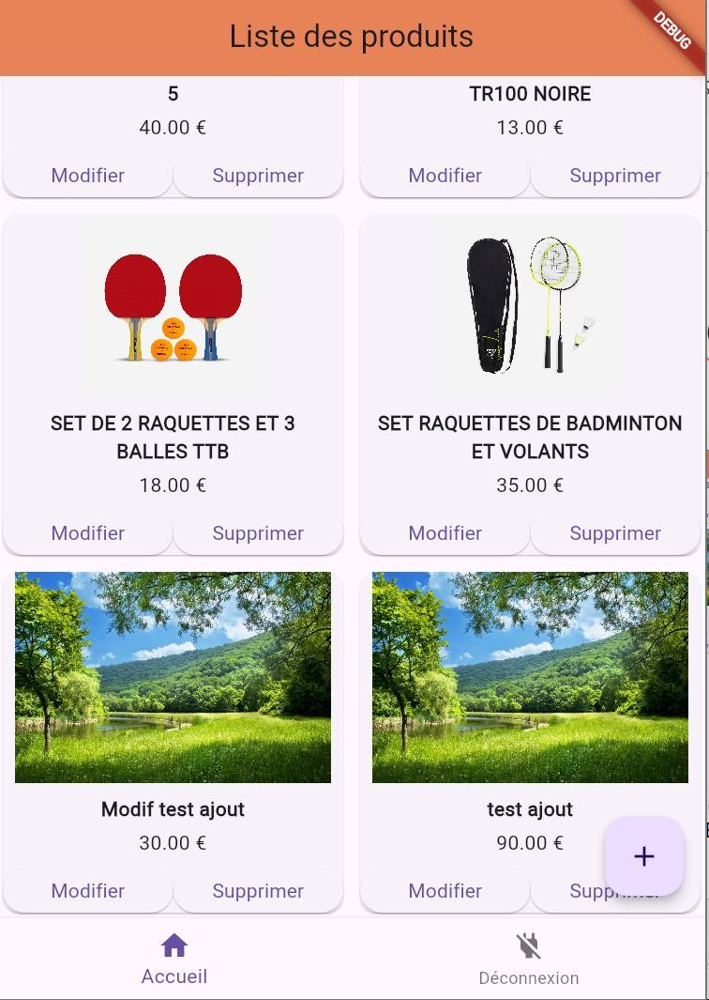 Liste des produits
DEBUG
5
TR100 NOIRE
40.00 €
13.00 €
Modifier
Supprimer
Modifier
Supprimer
SET DE 2 RAQUETTES ET 3
BALLES TTB
18.00 €
SET RAQUETTES DE BADMINTON
ET VOLANTS
35.00 €
Modifier
Supprimer
Modifier
Supprimer
Modif test ajout
30.00 €
test ajout
90.00 €
Modifier
Supprimer
Modifier
Supprimer
Accueil
Déconnexion